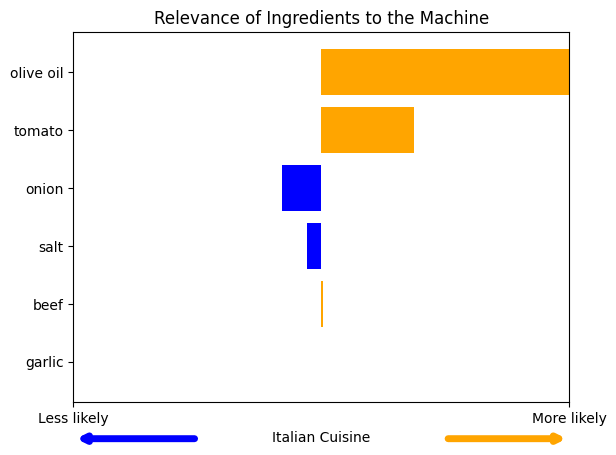 Relevance of Ingredients to the Machine
olive oil
tomato
onion
salt
beef
garlic
Less likely
More likely
Italian Cuisine